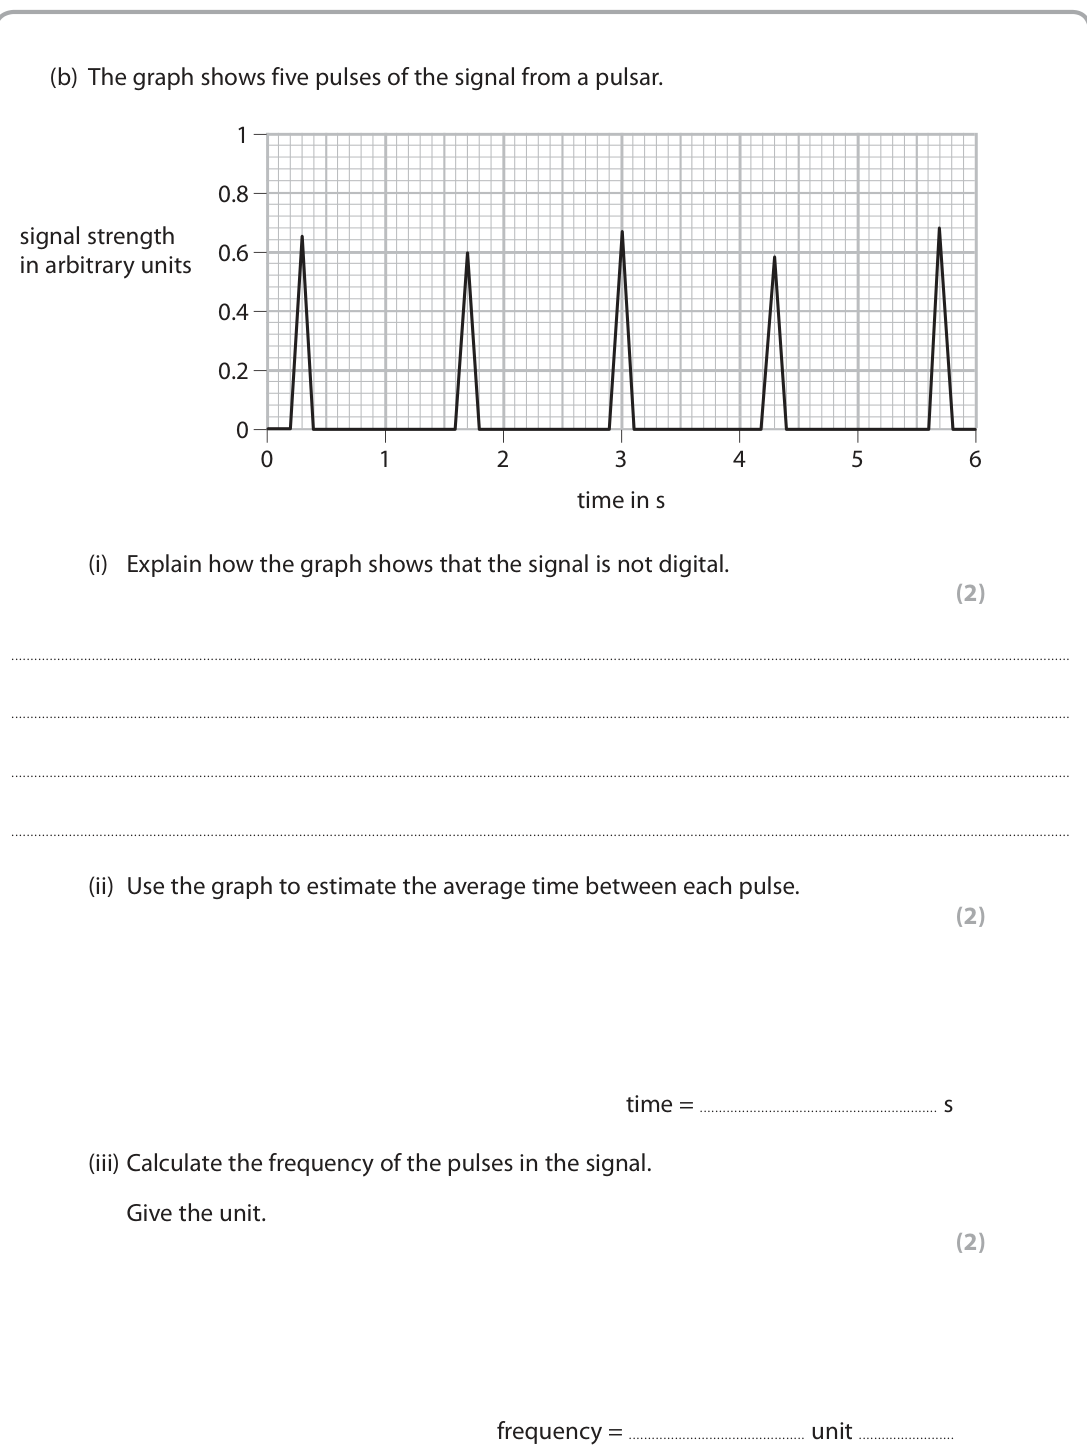 (b) The graph shows five pulses of the signal from a pulsar.
1
0.8
signal strength
in arbitrary units
0.6
0.4
0.2
0
0 1 2 3 4 5 6
time in s
(i) Explain how the graph shows that the signal is not digital.
(2)
(ii) Use the graph to estimate the average time between each pulse.
(2)
time = s
(iii) Calculate the frequency of the pulses in the signal.
Give the unit.
(2)
frequency = unit